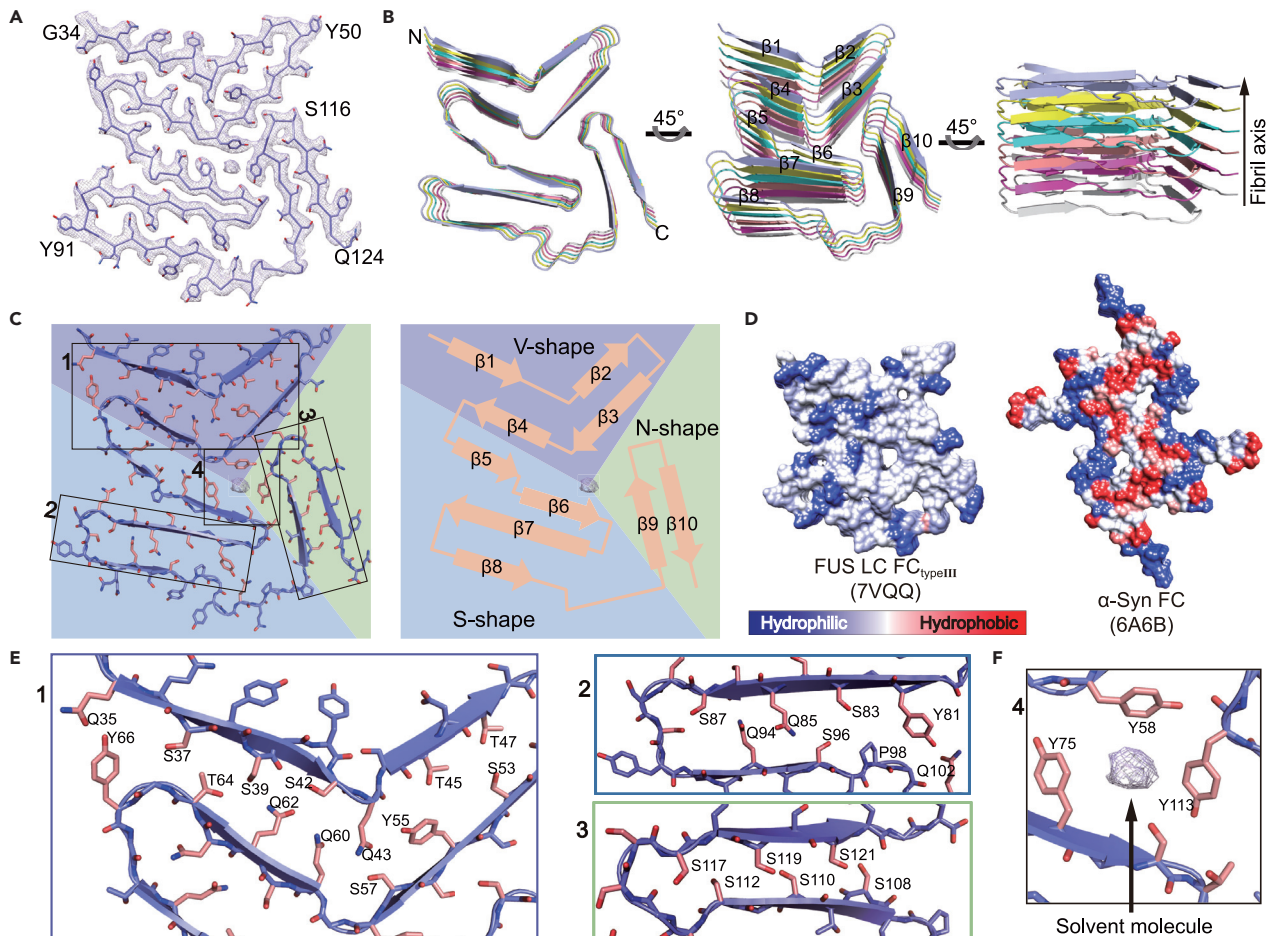 A
G34
Y50
S116
Y91
Q124
B
N
C
45°
β1
β2
β4
β3
β5
β6
β7
β8
β9
β10
45°
Fibril axis
C
1
2
3
4
V-shape
β1
β2
β3
β4
N-shape
β5
β6
β7
β8
β9
β10
S-shape
D
FUS LC FCtypeIII
(7VQQ)
α-Syn FC
(6A6B)
Hydrophilic Hydrophobic
E
1
Q35
Y66
S37
T64
S39
S42
Q62
Q60
Q43
Y55
S57
T45
T47
S53
2
S87
Q85
S83
Y81
Q94
S96
P98
Q102
3
S117
S119
S121
S112
S110
S108
F
4
Y58
Y75
Y113
Solvent molecule